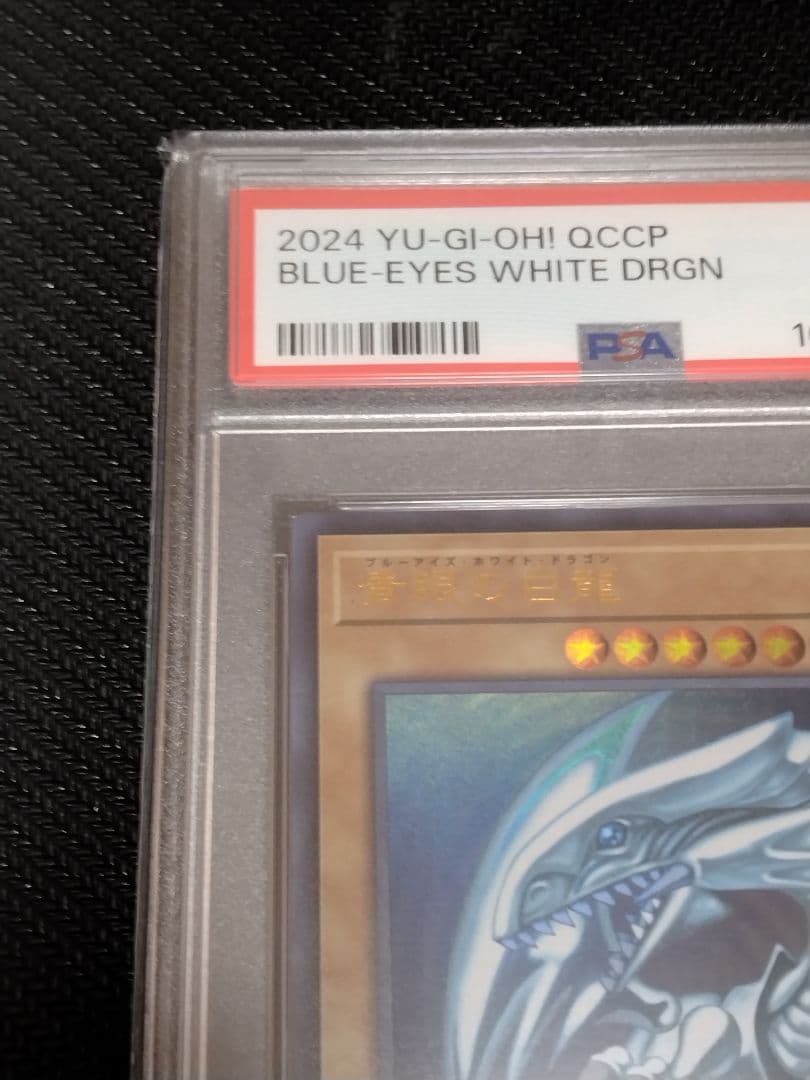 2024 YU-GI-OH! QCCP
BLUE-EYES WHITE DRGN
PSA
ブルーアイズ・ホワイト・ドラゴン
青眼の白龍